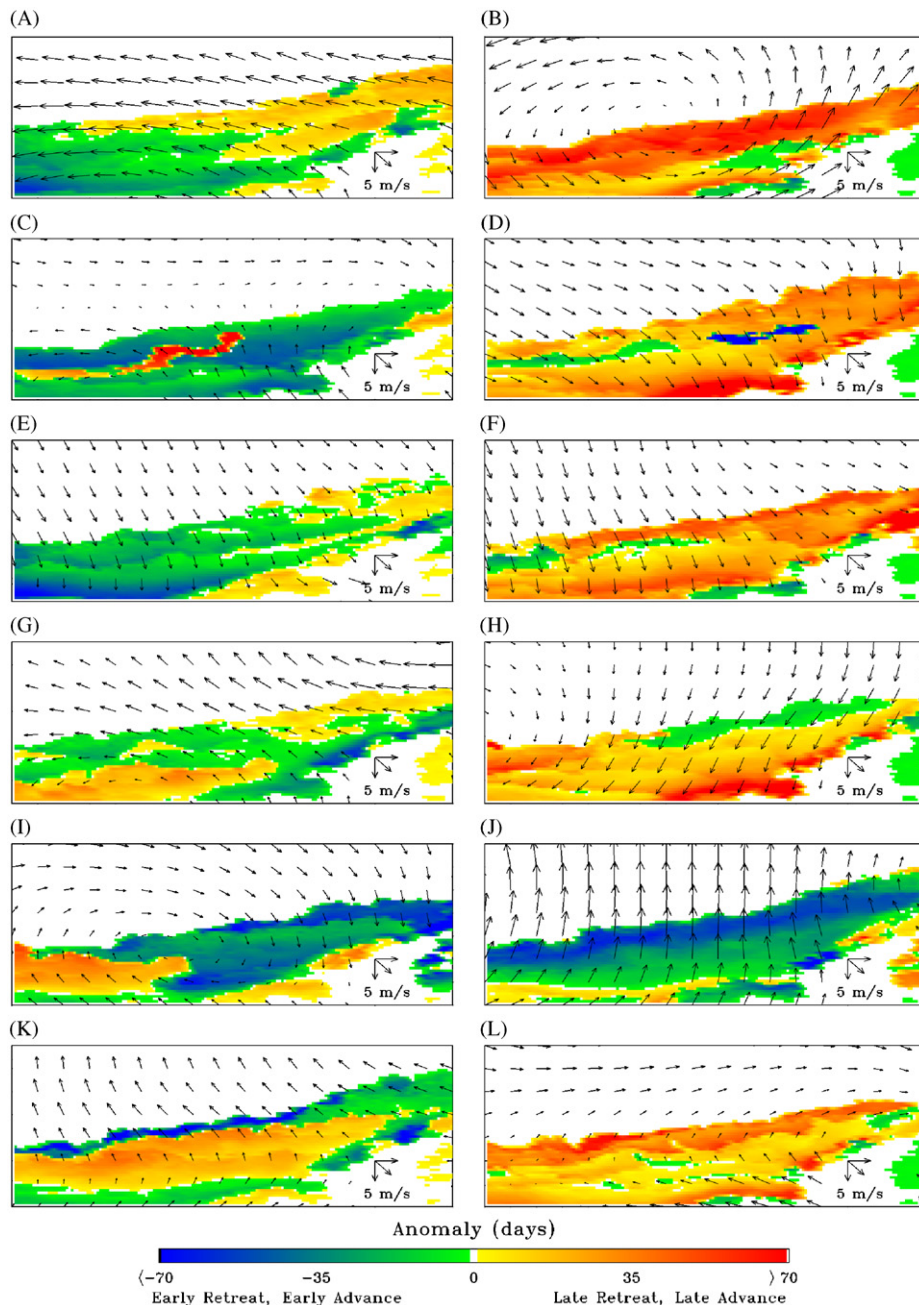 (A) (B)
5 m/s 5 m/s
(C) (D)
5 m/s 5 m/s
(E) (F)
5 m/s 5 m/s
(G) (H)
5 m/s 5 m/s
(I) (J)
5 m/s 5 m/s
(K) (L)
5 m/s 5 m/s
Anomaly (days)
⟨-70 -35 0 35 ⟩70
Early Retreat, Early Advance Late Retreat, Late Advance